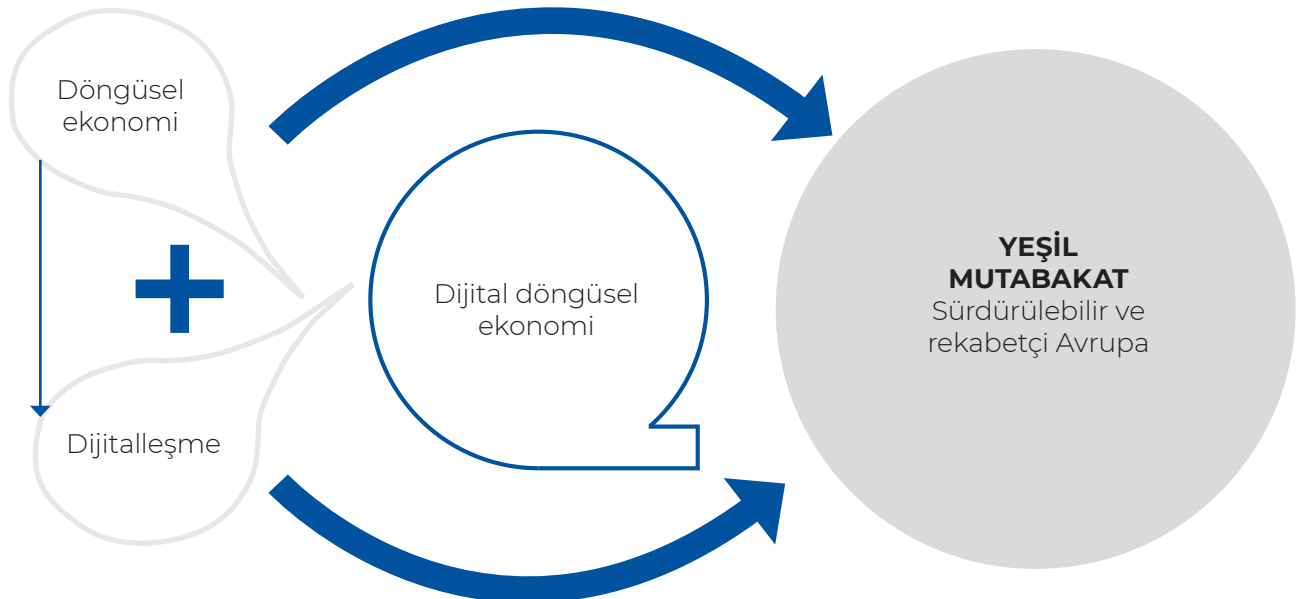 Döngüsel
ekonomi
Dijitalleşme
Dijital döngüsel
ekonomi
YEŞİL
MUTABAKAT
Sürdürülebilir ve
rekabetçi Avrupa